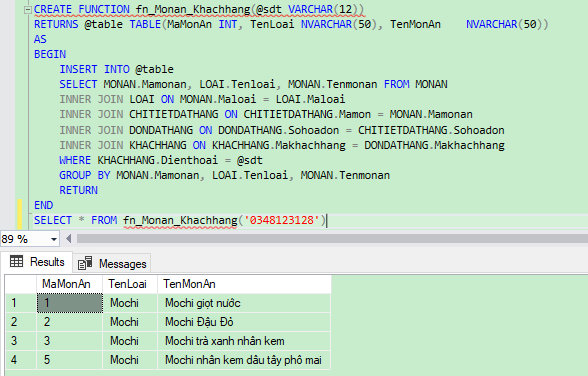 CREATE FUNCTION fn_Monan_Khachhang(@sdt VARCHAR(12))
RETURNS @table TABLE(MaMonAn INT, TenLoai NVARCHAR(50), TenMonAn NVARCHAR(50))
AS
BEGIN
INSERT INTO @table
SELECT MONAN.Mamonan, LOAI.Tenloai, MONAN.Tenmonan FROM MONAN
INNER JOIN LOAI ON MONAN.Maloai = LOAI.Maloai
INNER JOIN CHITIETDATHANG ON CHITIETDATHANG.Mamon = MONAN.Mamonan
INNER JOIN DONDATHANG ON DONDATHANG.Sohoadon = CHITIETDATHANG.Sohoadon
INNER JOIN KHACHHANG ON KHACHHANG.Makhachhang = DONDATHANG.Makhachhang
WHERE KHACHHANG.Dienthoai = @sdt
GROUP BY MONAN.Mamonan, LOAI.Tenloai, MONAN.Tenmonan
RETURN
END
SELECT * FROM fn_Monan_Khachhang('0348123128')
89 %
Results Messages
MaMonAn TenLoai TenMonAn
1 1 Mochi Mochi giọt nước
2 2 Mochi Mochi Đậu Đỏ
3 3 Mochi Mochi trà xanh nhân kem
4 5 Mochi Mochi nhân kem dâu tây phô mai